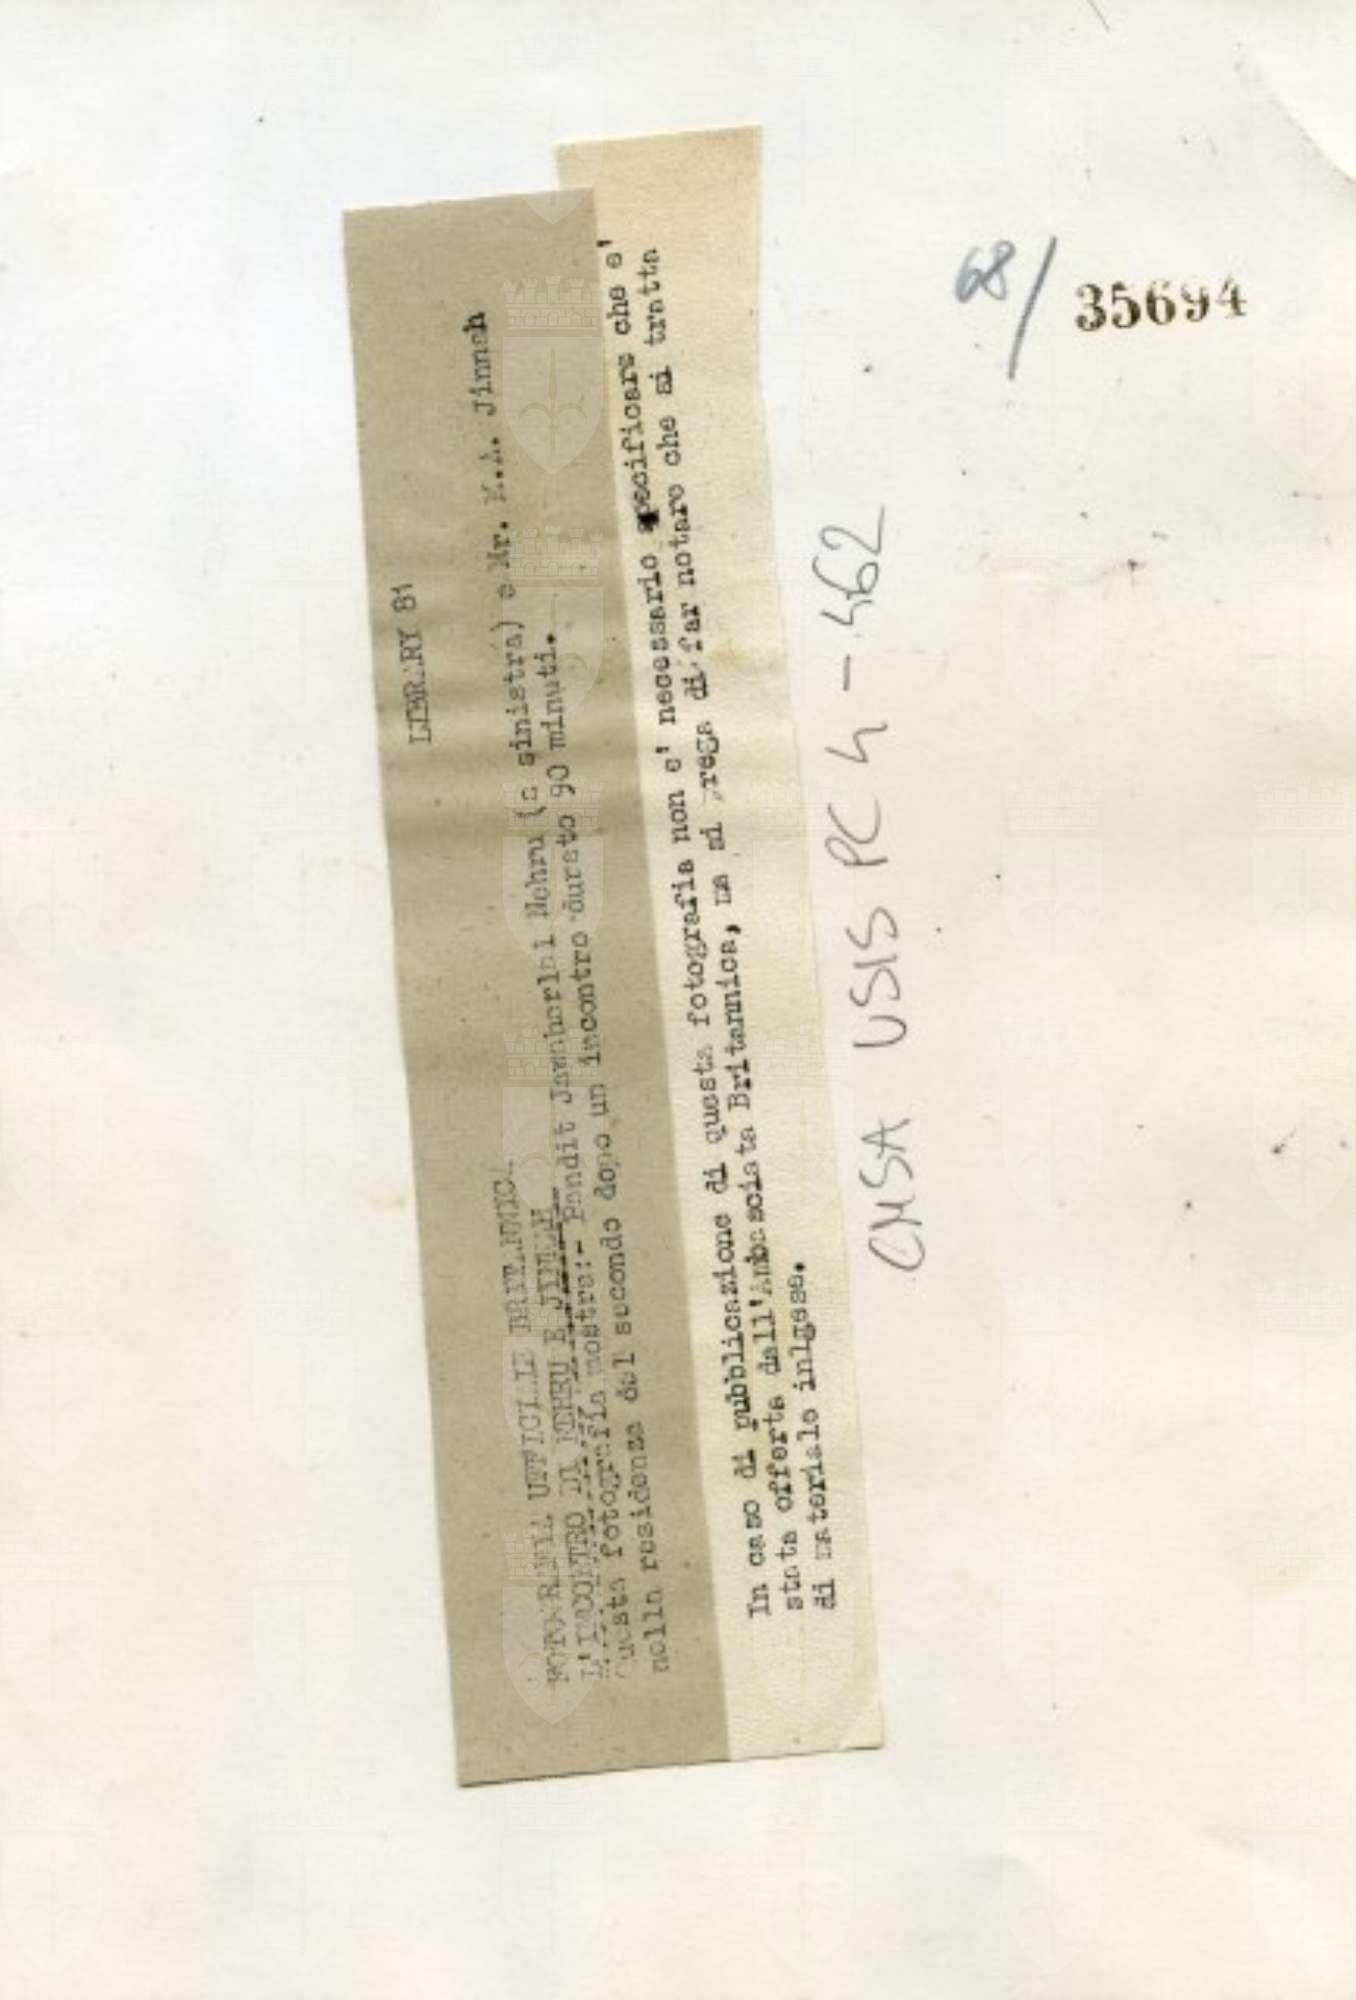 LIBRARY 81
FOTOGRAFIA UFFICIALE BRITANNICA
L'INCONTRO DI NEHRU E JINNAH
Questa fotografia mostra:- Pandit Jawaharlal Nehru (a sinistra) e Mr. M.A. Jinnah
nella residenza del secondo dopo un incontro durato 90 minuti.
In caso di pubblicazione di questa fotografia non e' necessario specificare che e'
stata offerta dall'Ambasciata Britannica, ma si prega di far notare che si tratta
di materiale inlgese.
CMSA USIS PC 4 - 462
68/
35694